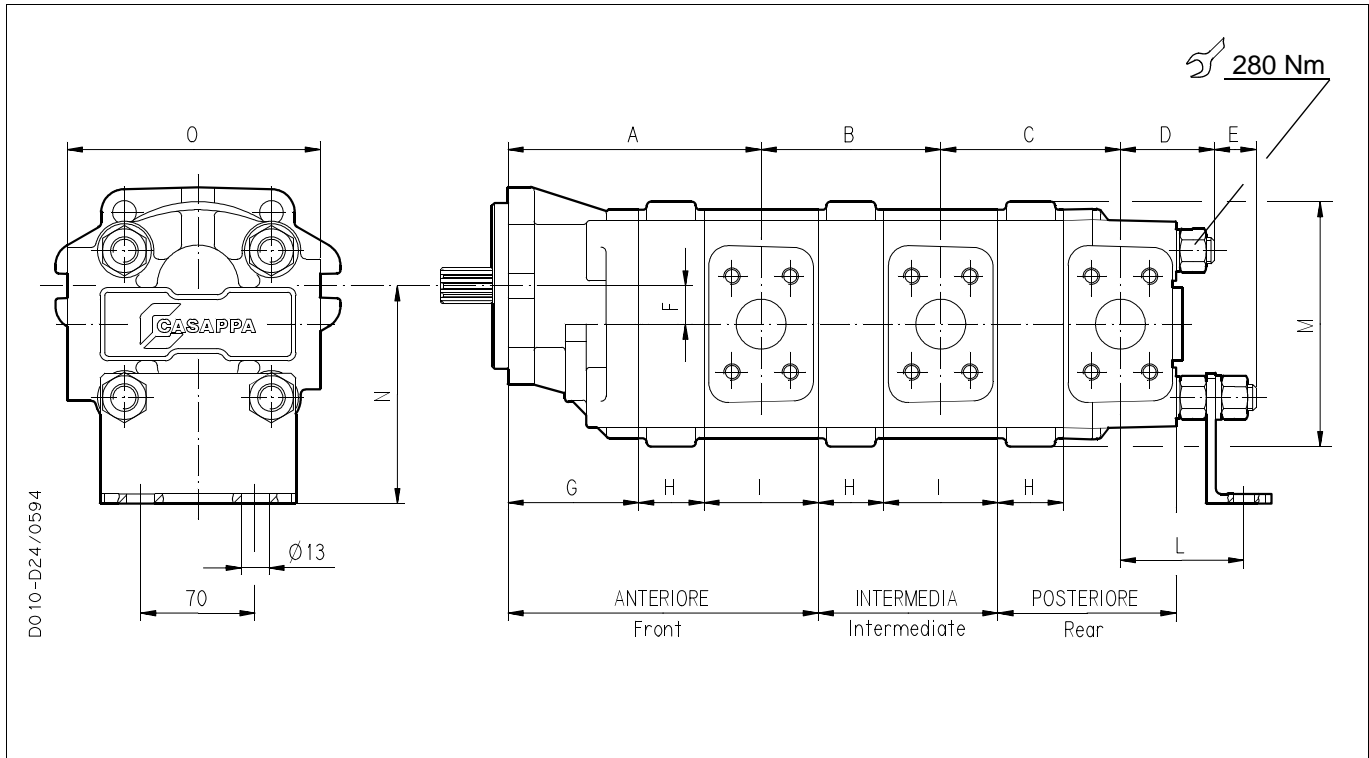 280 Nm
O
A
B
C
D
E
CASAPPA
F
M
N
G
H
I
H
I
H
L
Ø13
70
ANTERIORE
INTERMEDIA
POSTERIORE
Front
Intermediate
Rear
D010-D24/0594